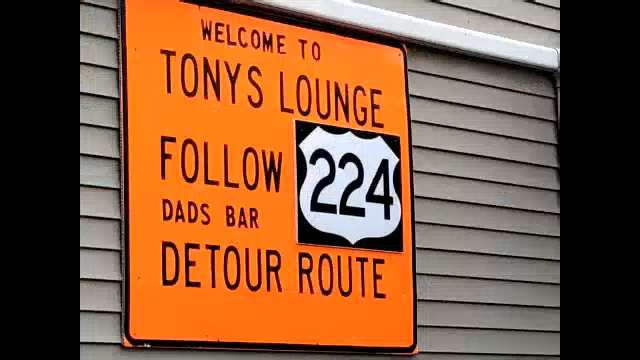 WELCOME TO
TONYS LOUNGE
FOLLOW 224
DADS BAR
DETOUR ROUTE